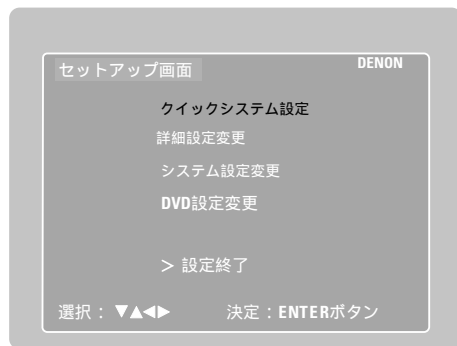 セットアップ画面 DENON
クイックシステム設定
詳細設定変更
システム設定変更
DVD設定変更
> 設定終了
選択：▼▲◀▶ 決定：ENTERボタン